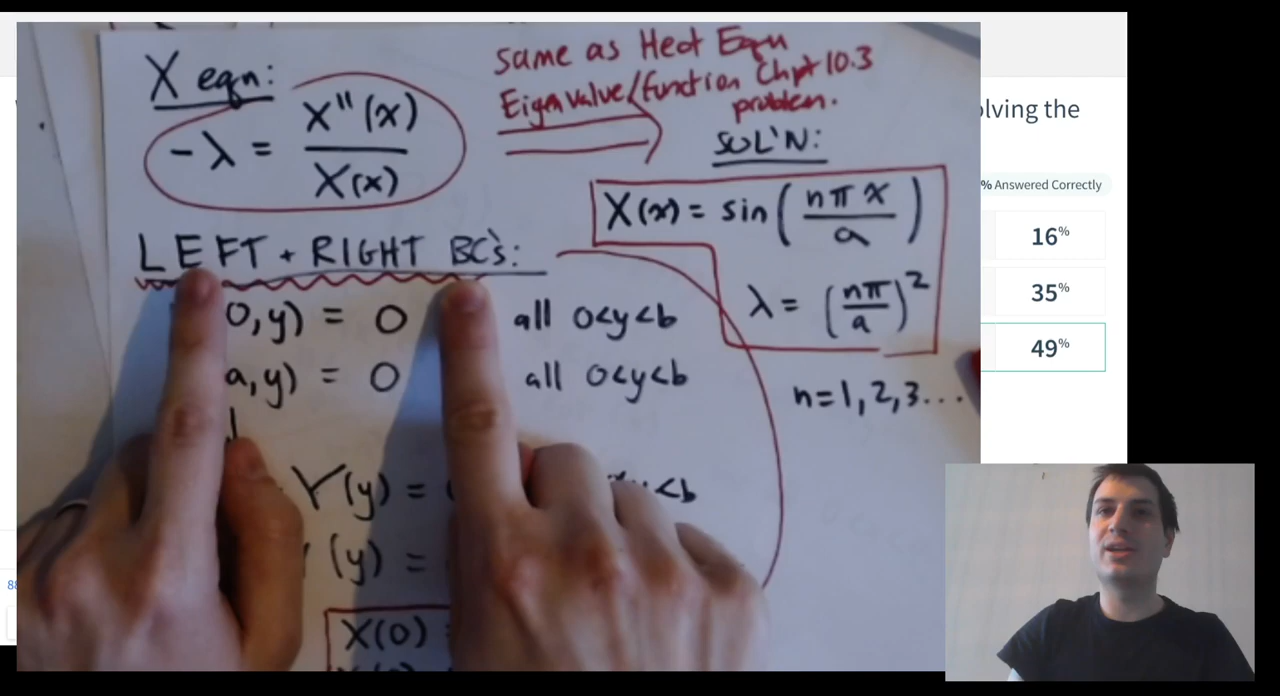 X eqn:
-λ = X''(x) / X(x)
same as Heat Eqn
Eigenvalue/function Chpt 10.3
problem.
SOL'N:
X(x) = sin(nπx / a)
λ = (nπ / a)²
n=1,2,3...
LEFT + RIGHT BC's:
0,y) = 0 all 0<y<b
a,y) = 0 all 0<y<b
Y(y) =
<b
(y) =
X(0)
lving the
% Answered Correctly
16%
35%
49%